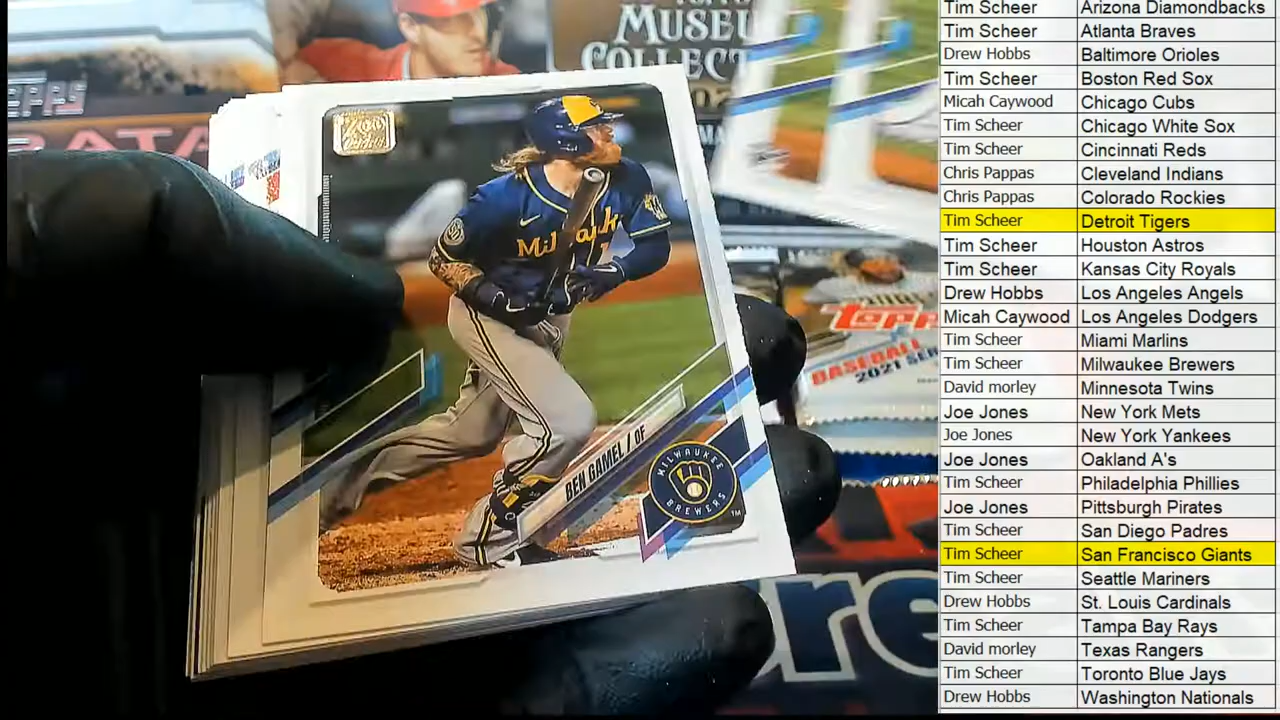 MUSEU
COLLECT
Milwauk
BEN GAMEL / OF
MILWAUKEE
BREWERS
TM
topps
BASEBALL
2021 SER
Tim Scheer Arizona Diamondbacks
Tim Scheer Atlanta Braves
Drew Hobbs Baltimore Orioles
Tim Scheer Boston Red Sox
Micah Caywood Chicago Cubs
Tim Scheer Chicago White Sox
Tim Scheer Cincinnati Reds
Chris Pappas Cleveland Indians
Chris Pappas Colorado Rockies
Tim Scheer Detroit Tigers
Tim Scheer Houston Astros
Tim Scheer Kansas City Royals
Drew Hobbs Los Angeles Angels
Micah Caywood Los Angeles Dodgers
Tim Scheer Miami Marlins
Tim Scheer Milwaukee Brewers
David morley Minnesota Twins
Joe Jones New York Mets
Joe Jones New York Yankees
Joe Jones Oakland A's
Tim Scheer Philadelphia Phillies
Joe Jones Pittsburgh Pirates
Tim Scheer San Diego Padres
Tim Scheer San Francisco Giants
Tim Scheer Seattle Mariners
Drew Hobbs St. Louis Cardinals
Tim Scheer Tampa Bay Rays
David morley Texas Rangers
Tim Scheer Toronto Blue Jays
Drew Hobbs Washington Nationals